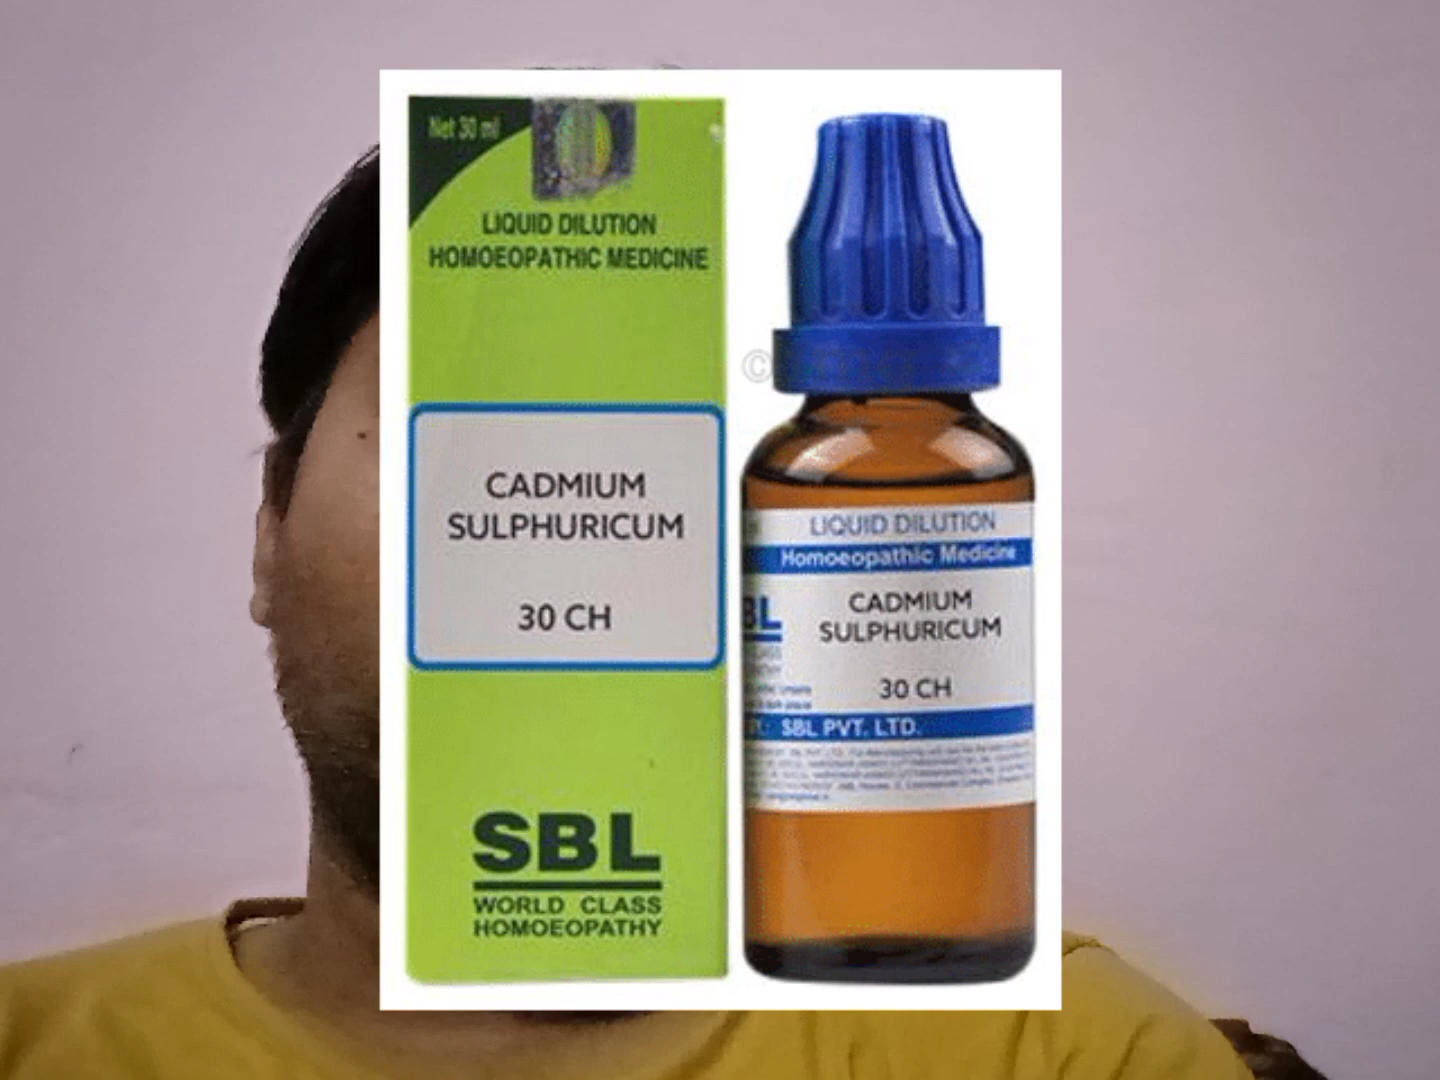 Net 30 ml
LIQUID DILUTION
HOMOEOPATHIC MEDICINE
CADMIUM
SULPHURICUM
30 CH
SBL
WORLD CLASS
HOMOEOPATHY
©
LIQUID DILUTION
Homoeopathic Medicine
BL
CADMIUM
SULPHURICUM
30 CH
SBL PVT. LTD.